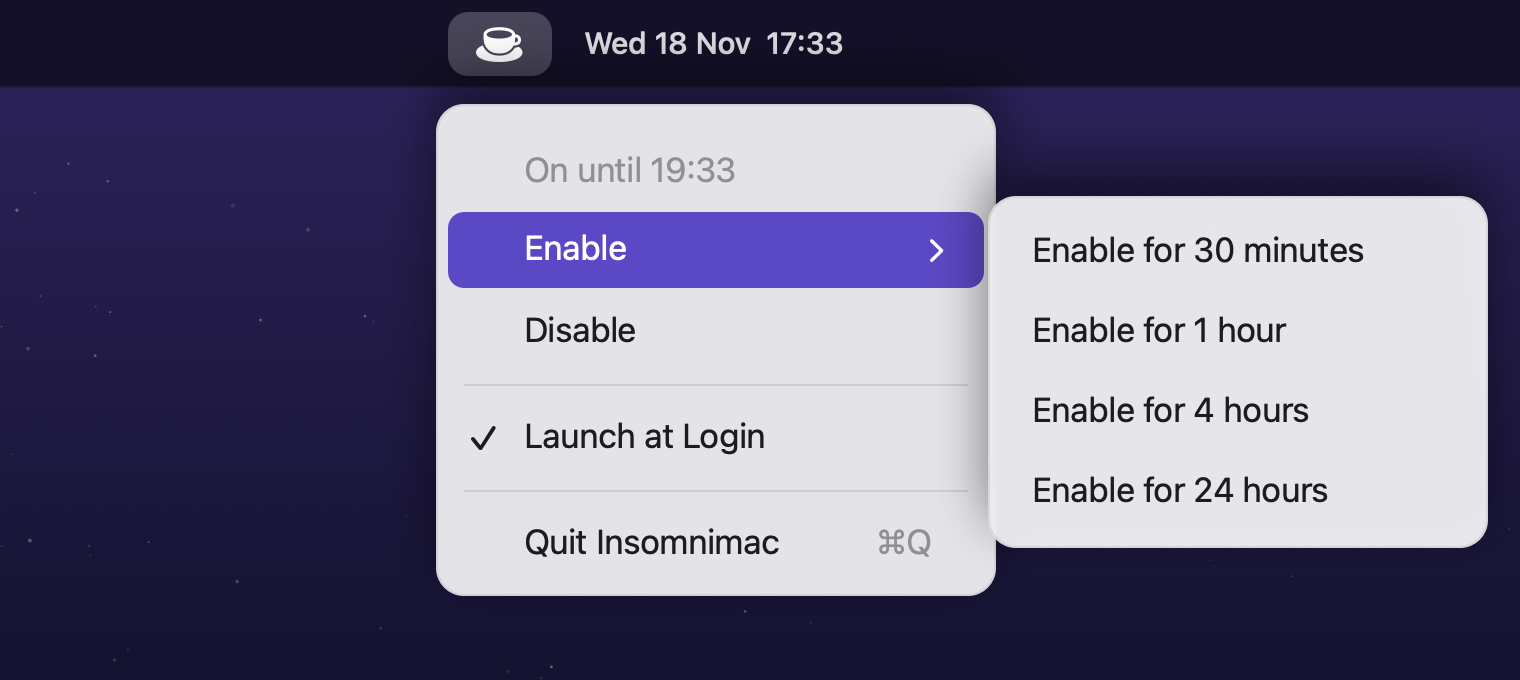 Wed 18 Nov 17:33
On until 19:33
Enable
Disable
Launch at Login
Quit Insomnimac ⌘Q
Enable for 30 minutes
Enable for 1 hour
Enable for 4 hours
Enable for 24 hours